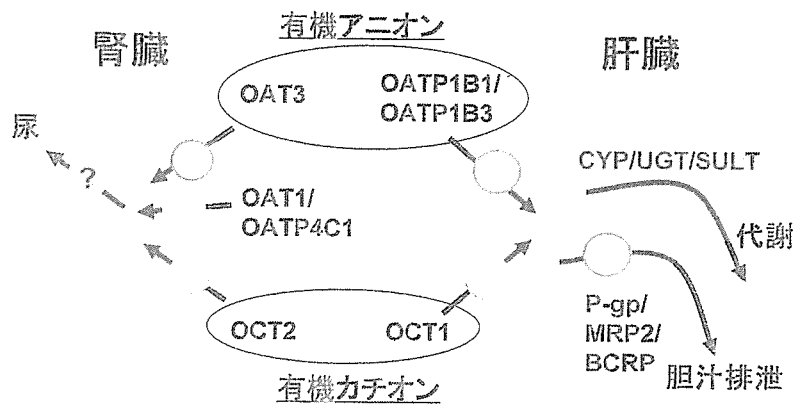 有機アニオン
腎臓
肝臓
OAT3
OATP1B1/
OATP1B3
尿
?
CYP/UGT/SULT
OAT1/
OATP4C1
代謝
P-gp/
MRP2/
BCRP
OCT2
OCT1
胆汁排泄
有機カチオン